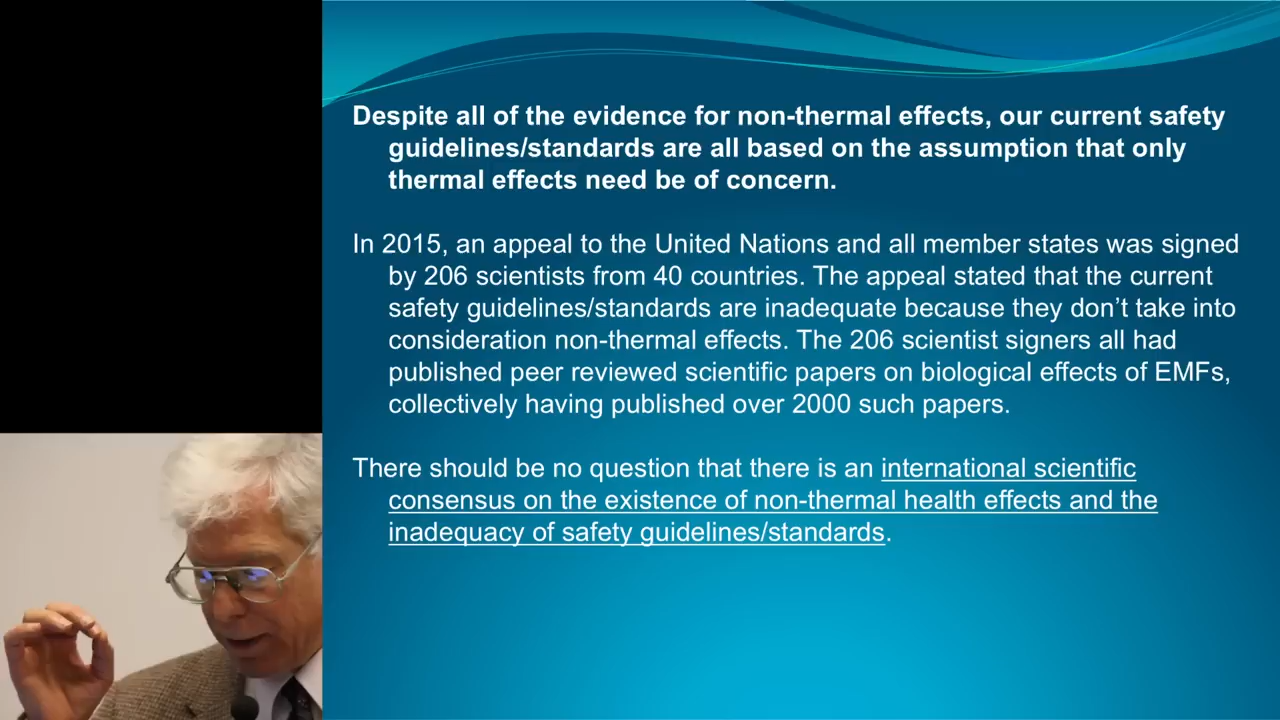 Despite all of the evidence for non-thermal effects, our current safety
guidelines/standards are all based on the assumption that only
thermal effects need be of concern.
In 2015, an appeal to the United Nations and all member states was signed
by 206 scientists from 40 countries. The appeal stated that the current
safety guidelines/standards are inadequate because they don’t take into
consideration non-thermal effects. The 206 scientist signers all had
published peer reviewed scientific papers on biological effects of EMFs,
collectively having published over 2000 such papers.
There should be no question that there is an international scientific
consensus on the existence of non-thermal health effects and the
inadequacy of safety guidelines/standards.